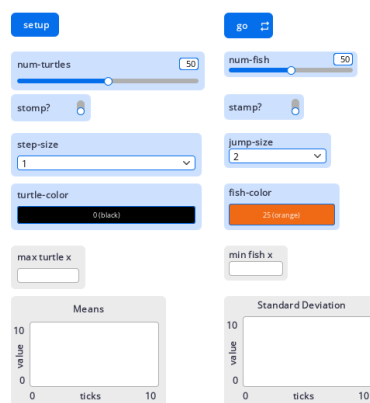 setup
go
num-turtles 50
num-fish 50
stomp?
stamp?
step-size
1
jump-size
2
turtle-color
0 (black)
fish-color
25 (orange)
max turtle x
min fish x
Means
10
value
0
0 ticks 10
Standard Deviation
10
value
0
0 ticks 10